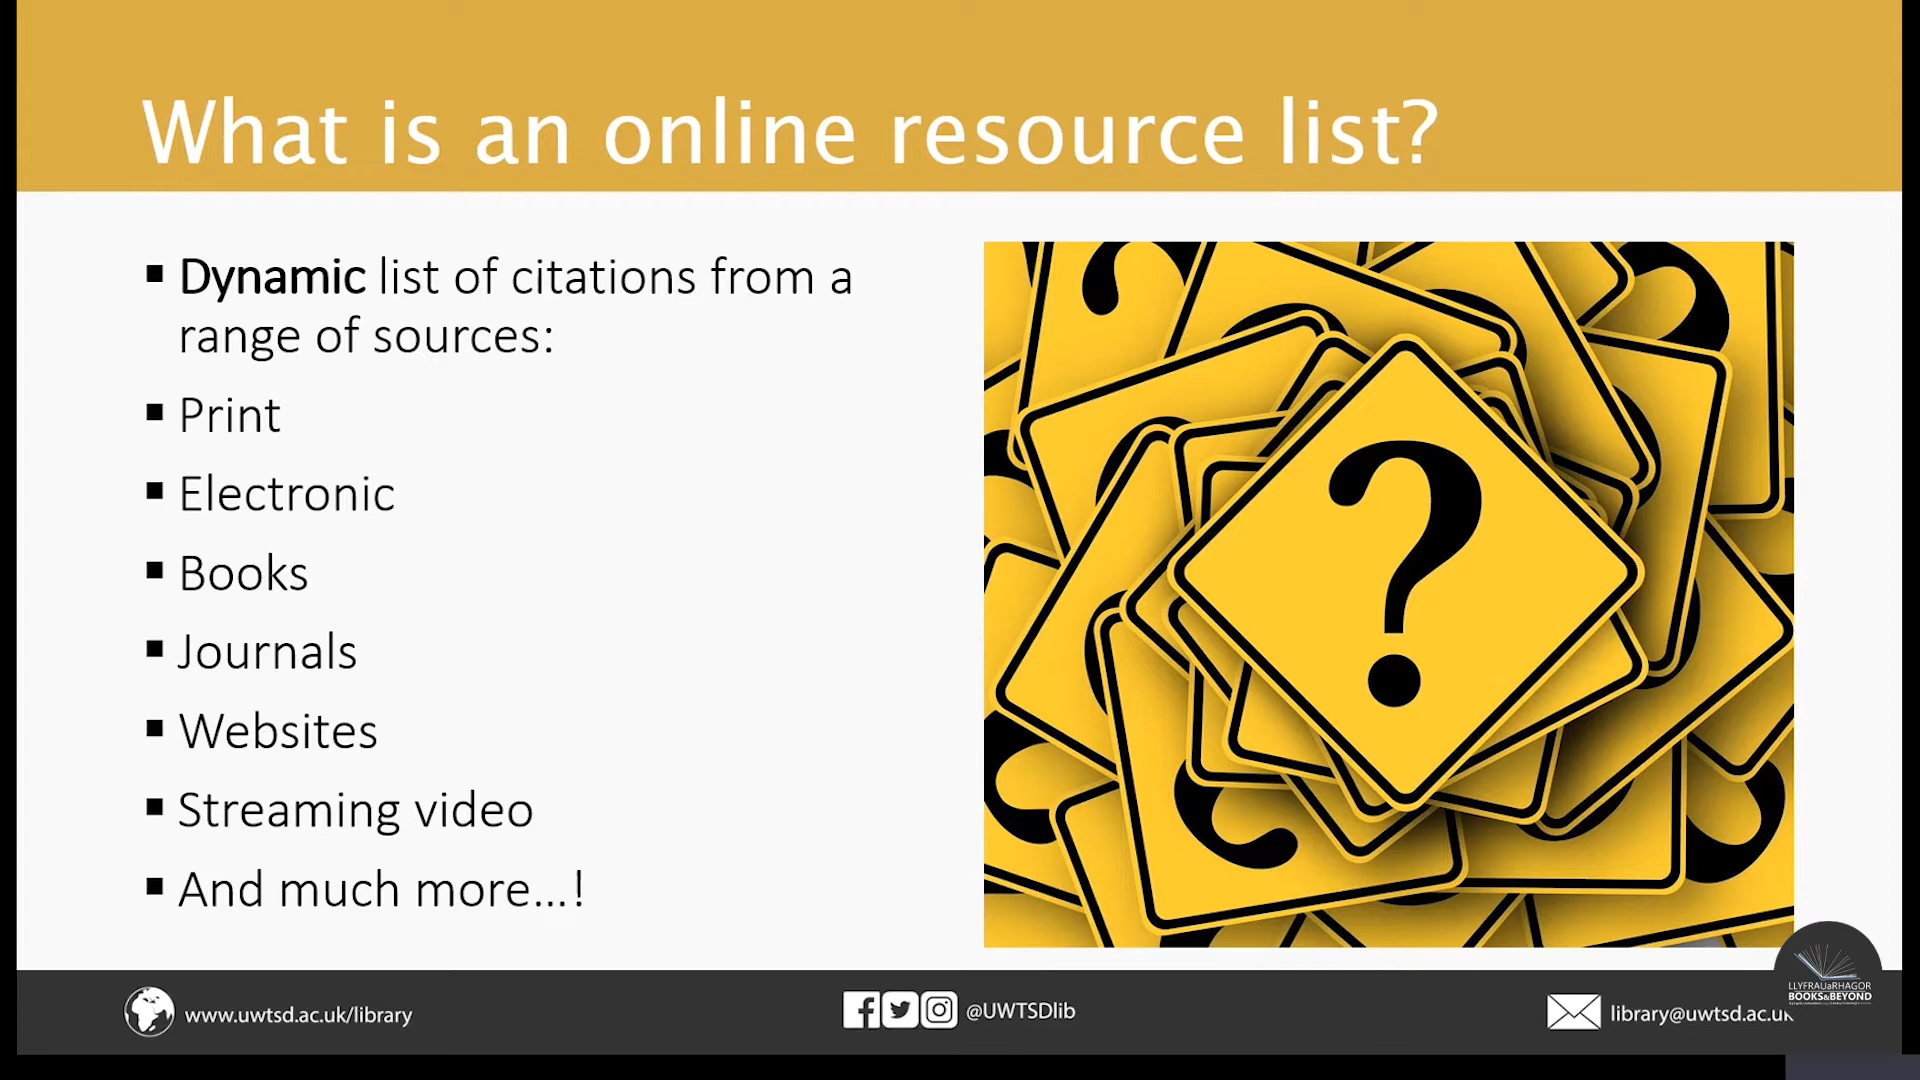 What is an online resource list?
Dynamic list of citations from a
range of sources:
Print
Electronic
Books
Journals
Websites
Streaming video
And much more...!
?
www.uwtsd.ac.uk/library
@UWTSDlib
library@uwtsd.ac.uk
LLYFRAUaRHAGOR
BOOKS&BEYOND